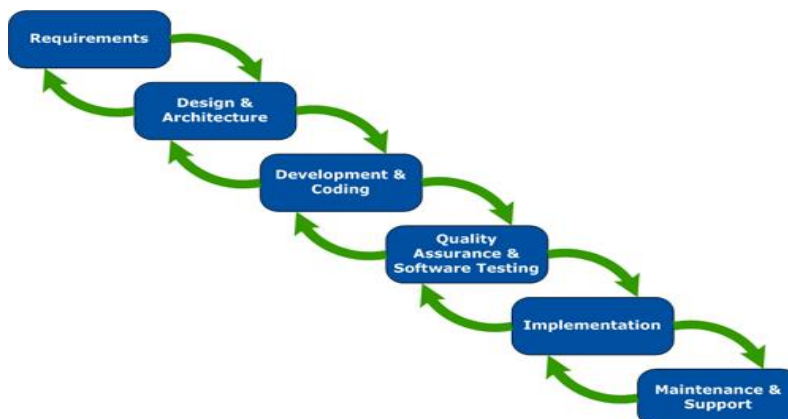 Requirements
Design &
Architecture
Development &
Coding
Quality
Assurance &
Software Testing
Implementation
Maintenance &
Support